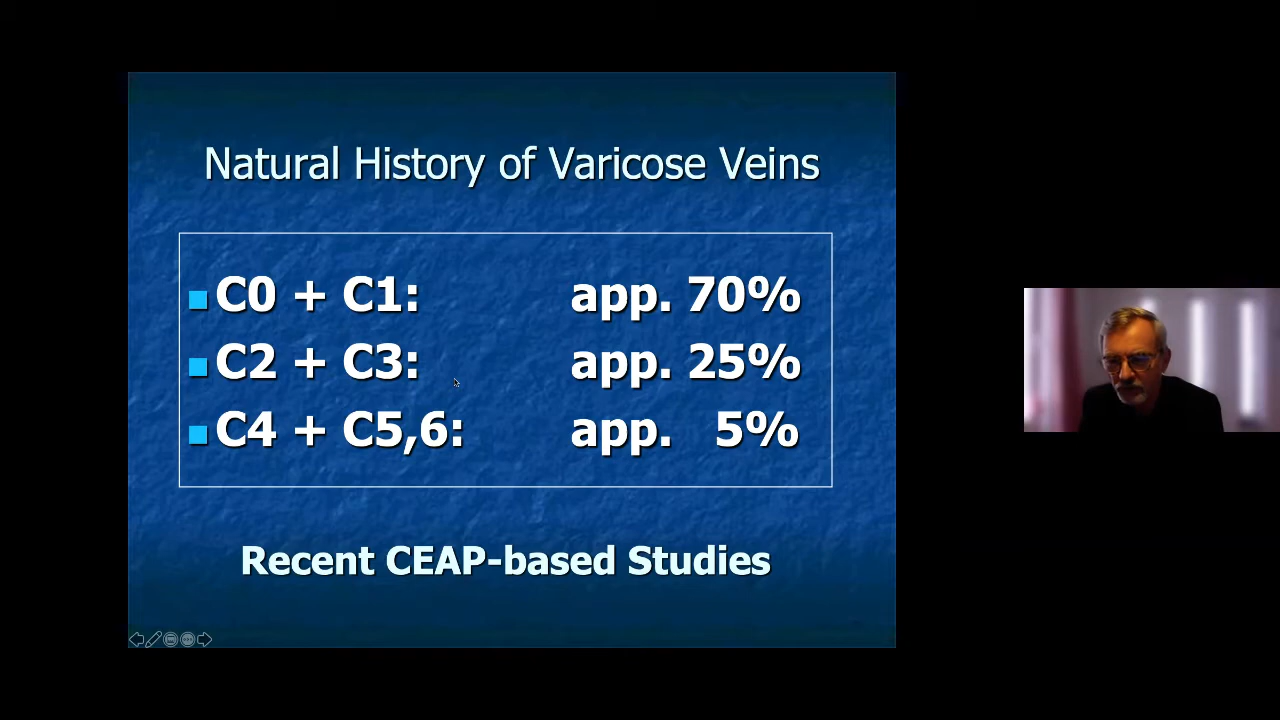 Natural History of Varicose Veins
C0 + C1: app. 70%
C2 + C3: app. 25%
C4 + C5,6: app. 5%
Recent CEAP-based Studies